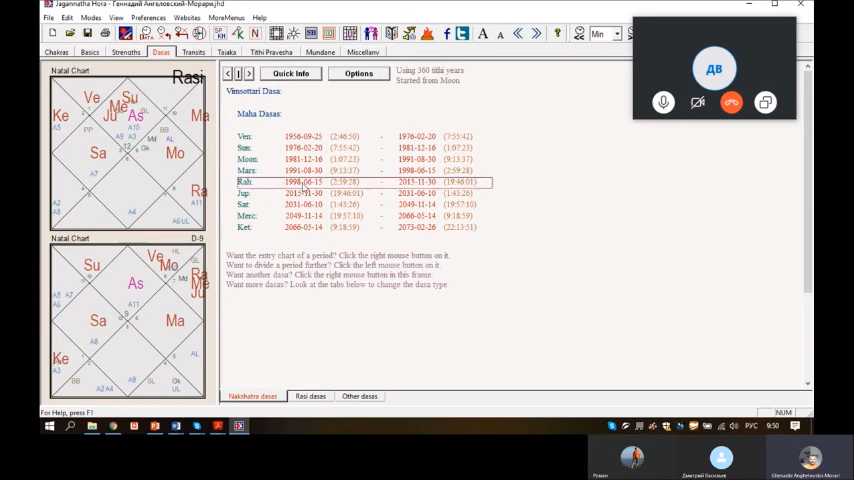 Jagannatha Hora - Геннадий Ангеловский-Морари.jhd
File Edit Modes View Preferences Windows MoreMenus Help
Min
Chakras Basics Strengths Dasas Transits Tajaka Tithi Pravesha Mundane Miscellany
Natal Chart
Rasi
Quick Info
Options
Using 360 tithi years
Started from Moon
Vimsottari Dasa:
Maha Dasas:
Ven: 1956-09-25 (2:46:50) - 1976-02-20 (7:55:42)
Sun: 1976-02-20 (7:55:42) - 1981-12-16 (1:07:23)
Moon: 1981-12-16 (1:07:23) - 1991-08-30 (9:13:37)
Mars: 1991-08-30 (9:13:37) - 1998-06-15 (2:59:28)
Rah: 1998-06-15 (2:59:28) - 2015-11-30 (19:46:01)
Jup: 2015-11-30 (19:46:01) - 2031-06-10 (1:43:26)
Sat: 2031-06-10 (1:43:26) - 2049-11-14 (19:57:10)
Merc: 2049-11-14 (19:57:10) - 2066-05-14 (9:18:59)
Ket: 2066-05-14 (9:18:59) - 2073-02-26 (22:13:51)
Want the entry chart of a period? Click the right mouse button on it.
Want to divide a period further? Click the left mouse button on it.
Want another dasa? Click the right mouse button in this frame.
Want more dasas? Look at the tabs below to change the dasa type.
Ke Ve Su Me Ju As Ma
Sa 12 Mo
Ra
Natal Chart D-9
Su Ve Mo Ra Me Ju
As
Sa 9 Ma
Ke
Nakshatra dasas Rasi dasas Other dasas
For Help, press F1
NUM
РУС 9:50
ДВ
Роман
Дмитрий Васильев
Ghenadie Anghelovschi-Morari